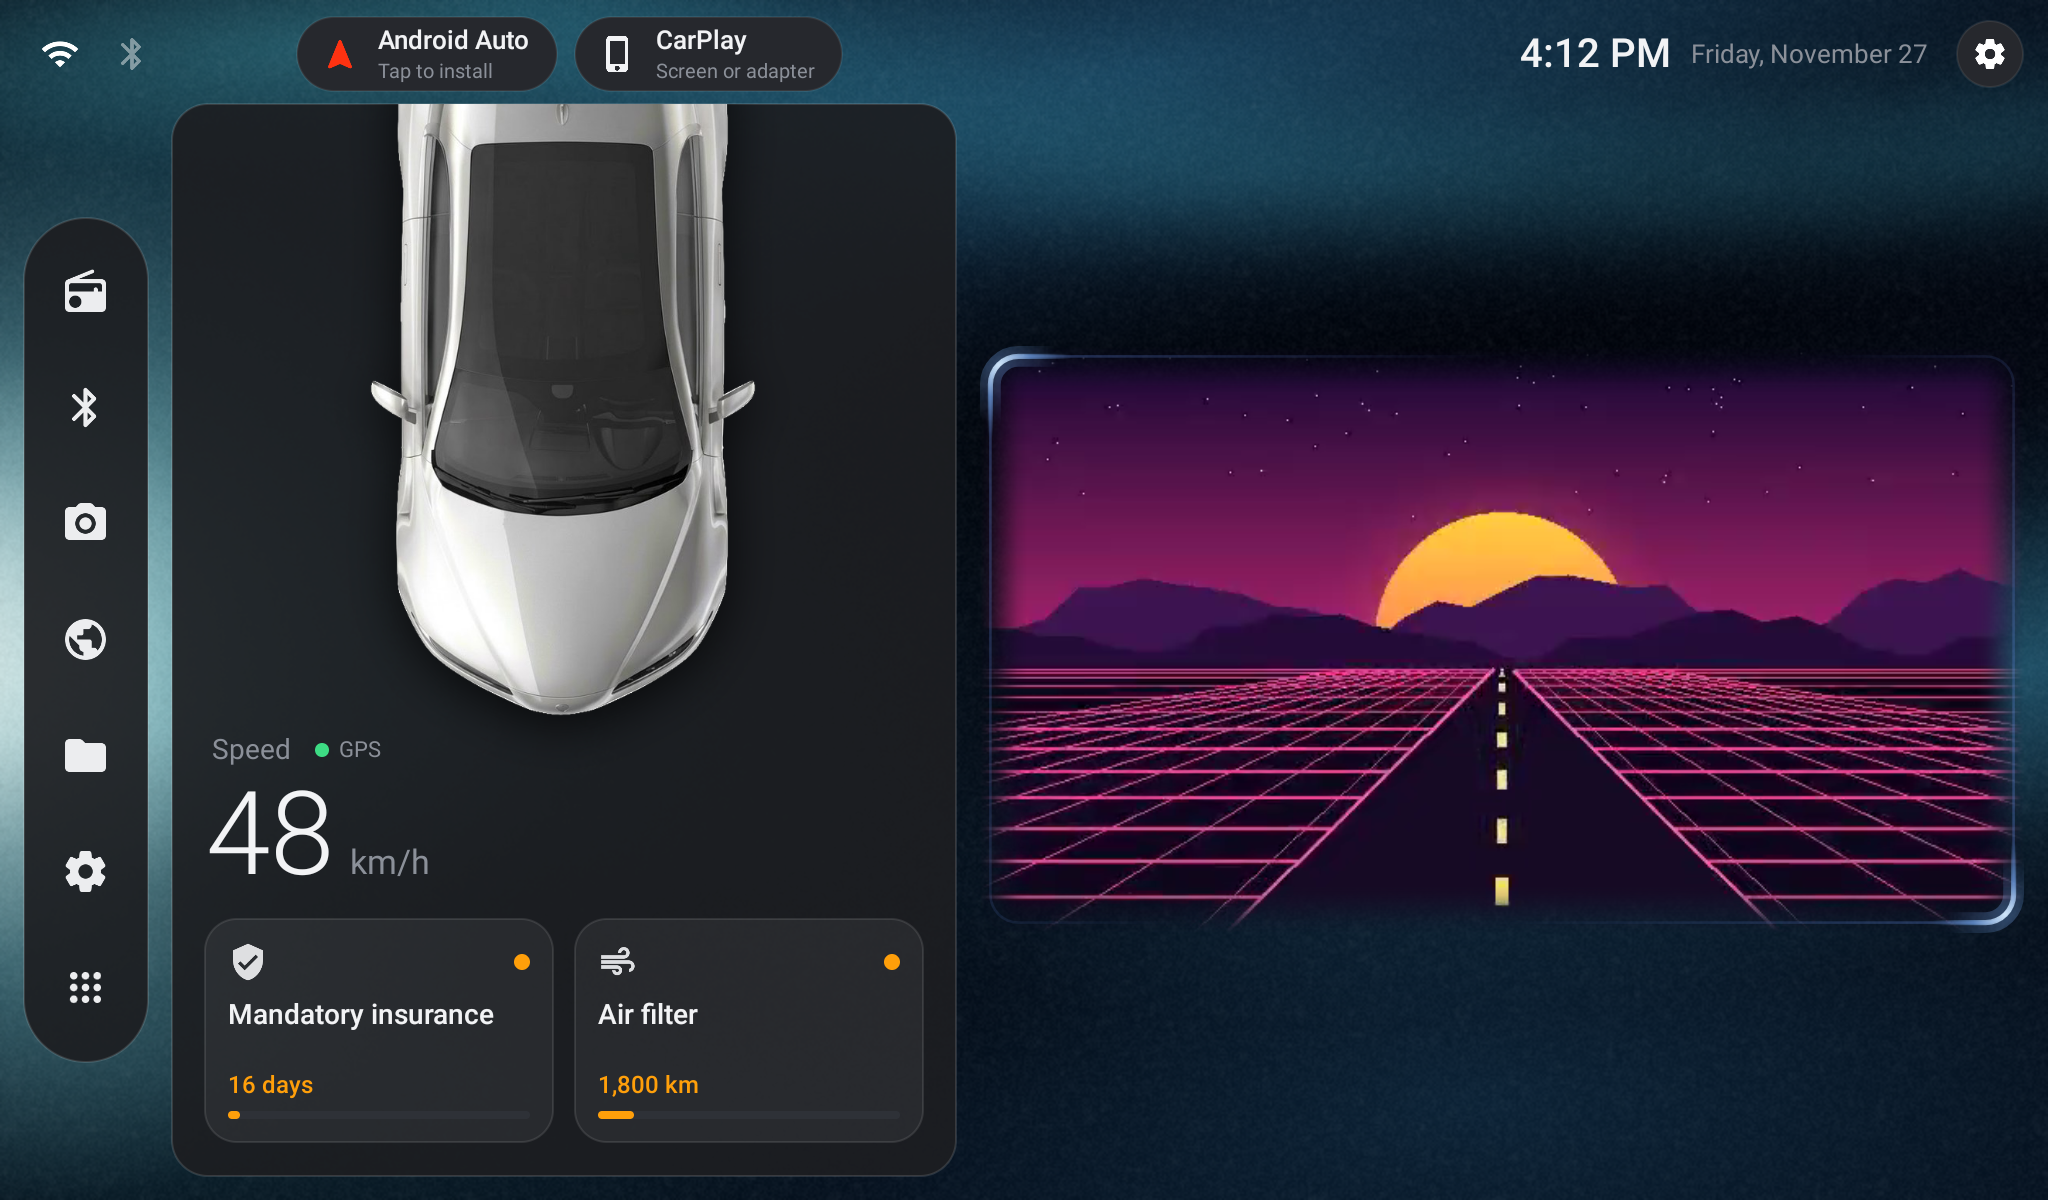 Android Auto
Tap to install
CarPlay
Screen or adapter
4:12 PM Friday, November 27
Speed GPS
48 km/h
Mandatory insurance
16 days
Air filter
1,800 km